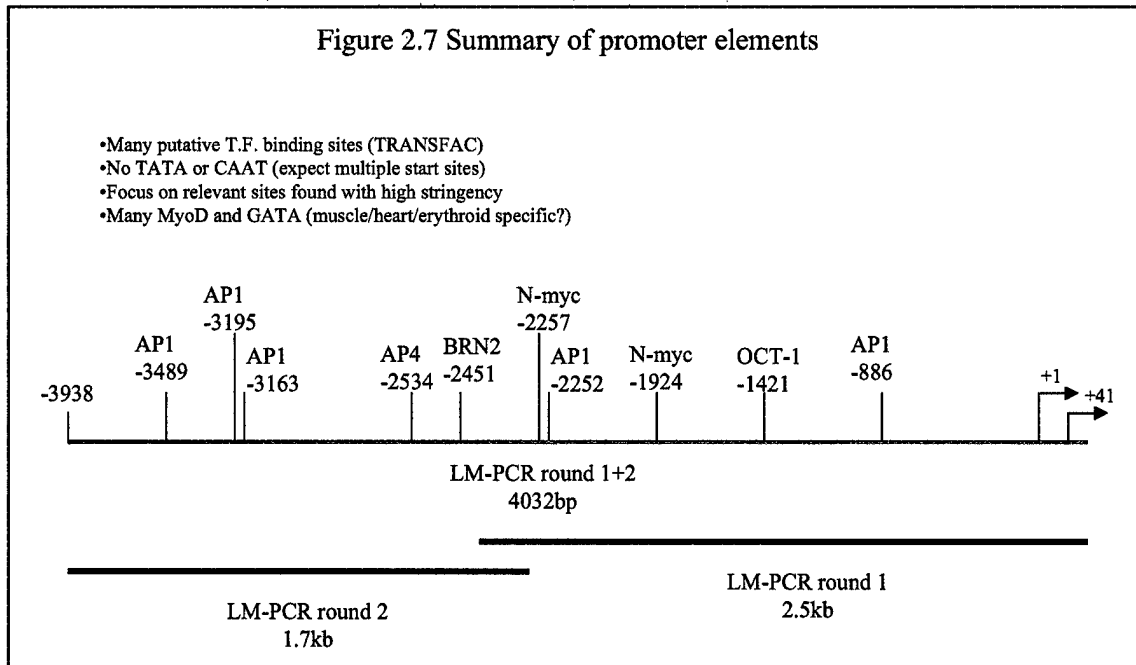 Figure 2.7 Summary of promoter elements
•Many putative T.F. binding sites (TRANSFAC)
•No TATA or CAAT (expect multiple start sites)
•Focus on relevant sites found with high stringency
•Many MyoD and GATA (muscle/heart/erythroid specific?)
-3938
AP1
-3489
AP1
-3195
AP1
-3163
AP4
-2534
BRN2
-2451
N-myc
-2257
AP1
-2252
N-myc
-1924
OCT-1
-1421
AP1
-886
+1
+41
LM-PCR round 1+2
4032bp
LM-PCR round 1
2.5kb
LM-PCR round 2
1.7kb